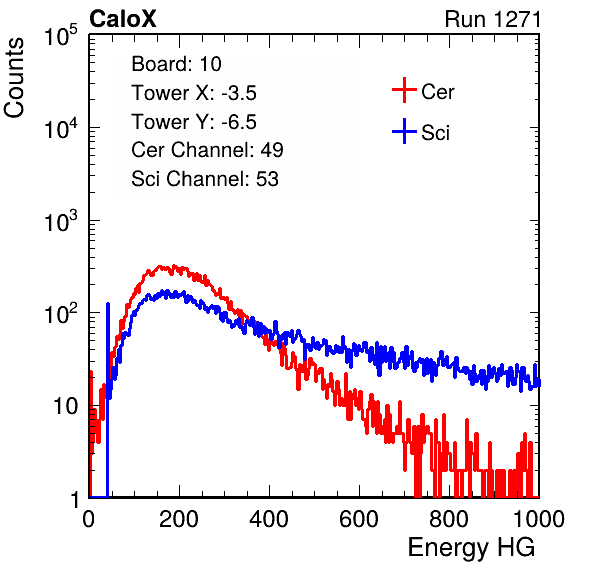 CaloX Run 1271
Counts
10^5
10^4
10^3
10^2
10
1
Board: 10
Tower X: -3.5
Tower Y: -6.5
Cer Channel: 49
Sci Channel: 53
Cer
Sci
0 200 400 600 800 1000
Energy HG